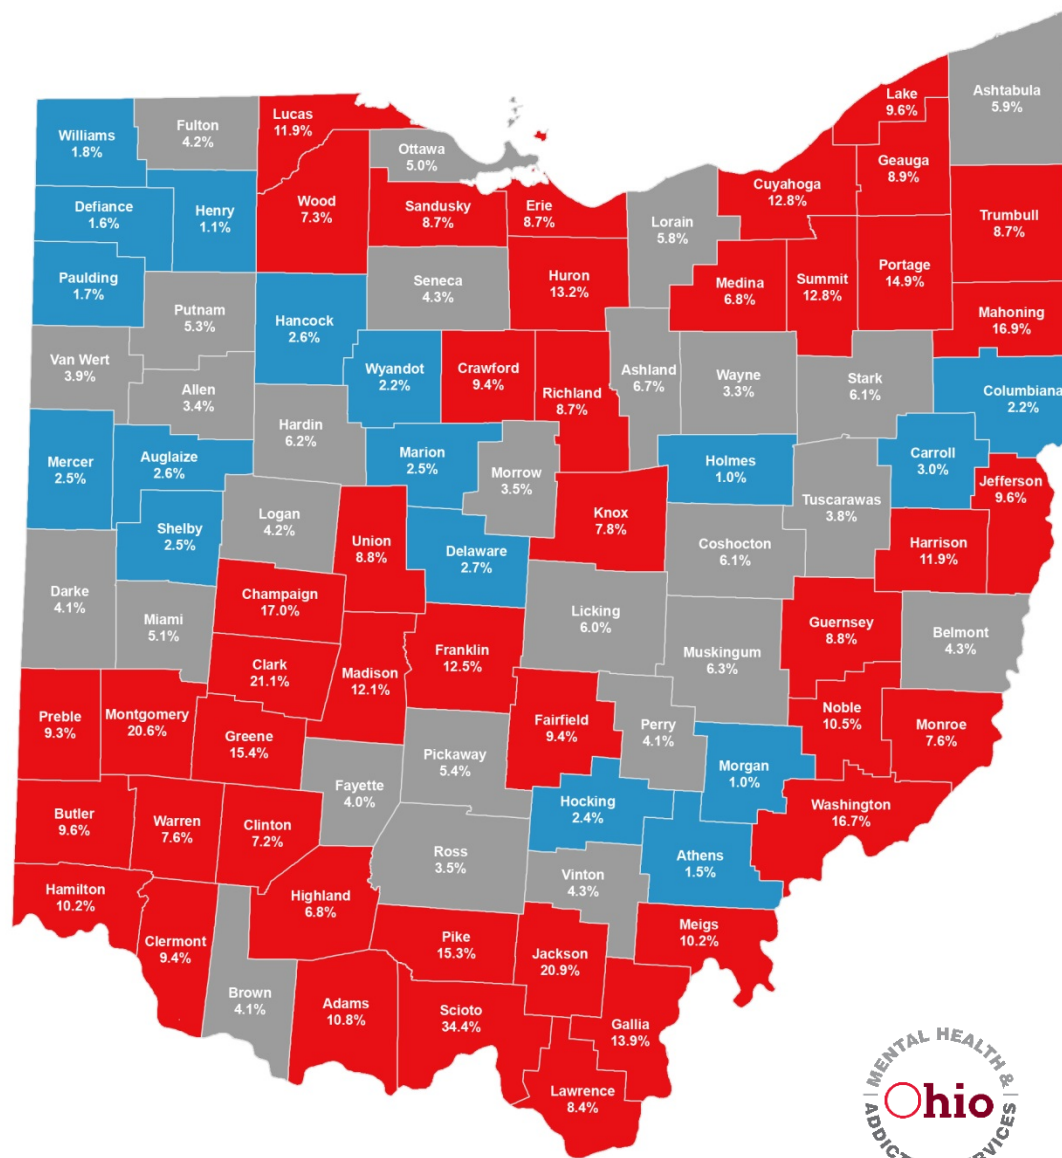 Ashtabula
5.9%
Lake
9.6%
Lucas
11.9%
Fulton
4.2%
Williams
1.8%
Ottawa
5.0%
Geauga
8.9%
Cuyahoga
12.8%
Wood
7.3%
Sandusky
8.7%
Erie
8.7%
Defiance
1.6%
Henry
1.1%
Lorain
5.8%
Trumbull
8.7%
Paulding
1.7%
Seneca
4.3%
Huron
13.2%
Medina
6.8%
Summit
12.8%
Portage
14.9%
Putnam
5.3%
Hancock
2.6%
Mahoning
16.9%
Van Wert
3.9%
Allen
3.4%
Wyandot
2.2%
Crawford
9.4%
Richland
8.7%
Ashland
6.7%
Wayne
3.3%
Stark
6.1%
Columbiana
2.2%
Hardin
6.2%
Mercer
2.5%
Auglaize
2.6%
Marion
2.5%
Morrow
3.5%
Holmes
1.0%
Carroll
3.0%
Jefferson
9.6%
Tuscarawas
3.8%
Logan
4.2%
Knox
7.8%
Shelby
2.5%
Union
8.8%
Delaware
2.7%
Coshocton
6.1%
Harrison
11.9%
Darke
4.1%
Champaign
17.0%
Miami
5.1%
Licking
6.0%
Guernsey
8.8%
Belmont
4.3%
Franklin
12.5%
Muskingum
6.3%
Clark
21.1%
Madison
12.1%
Noble
10.5%
Monroe
7.6%
Preble
9.3%
Montgomery
20.6%
Greene
15.4%
Fairfield
9.4%
Perry
4.1%
Pickaway
5.4%
Morgan
1.0%
Fayette
4.0%
Hocking
2.4%
Washington
16.7%
Butler
9.6%
Warren
7.6%
Clinton
7.2%
Ross
3.5%
Athens
1.5%
Vinton
4.3%
Hamilton
10.2%
Highland
6.8%
Meigs
10.2%
Clermont
9.4%
Pike
15.3%
Jackson
20.9%
Brown
4.1%
Adams
10.8%
Scioto
34.4%
Gallia
13.9%
Lawrence
8.4%
MENTAL HEALTH &
Ohio